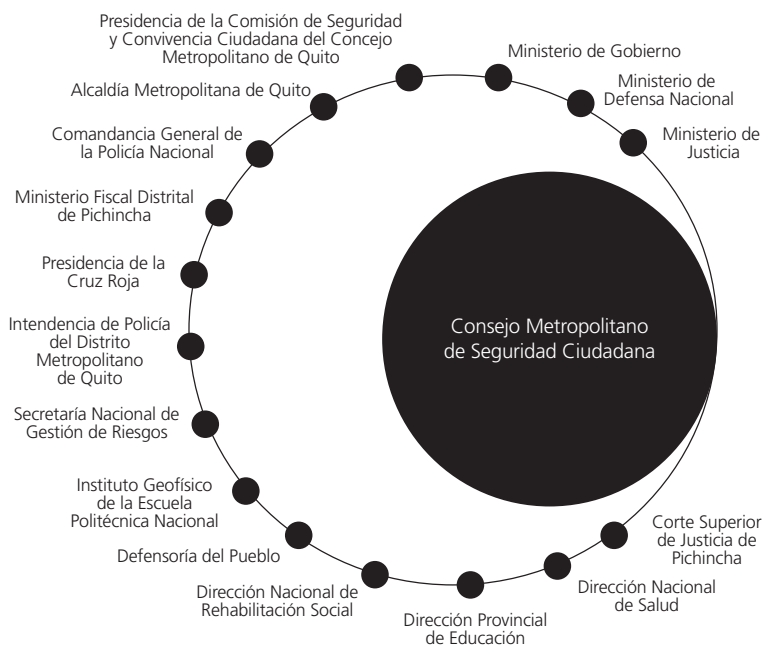 Presidencia de la Comisión de Seguridad
y Convivencia Ciudadana del Concejo
Metropolitano de Quito
Ministerio de Gobierno
Ministerio de
Defensa Nacional
Ministerio de
Justicia
Alcaldía Metropolitana de Quito
Comandancia General de
la Policía Nacional
Ministerio Fiscal Distrital
de Pichincha
Presidencia de la
Cruz Roja
Intendencia de Policía
del Distrito
Metropolitano
de Quito
Secretaría Nacional de
Gestión de Riesgos
Instituto Geofísico
de la Escuela
Politécnica Nacional
Defensoría del Pueblo
Dirección Nacional de
Rehabilitación Social
Dirección Provincial
de Educación
Dirección Nacional
de Salud
Corte Superior
de Justicia de
Pichincha
Consejo Metropolitano
de Seguridad Ciudadana